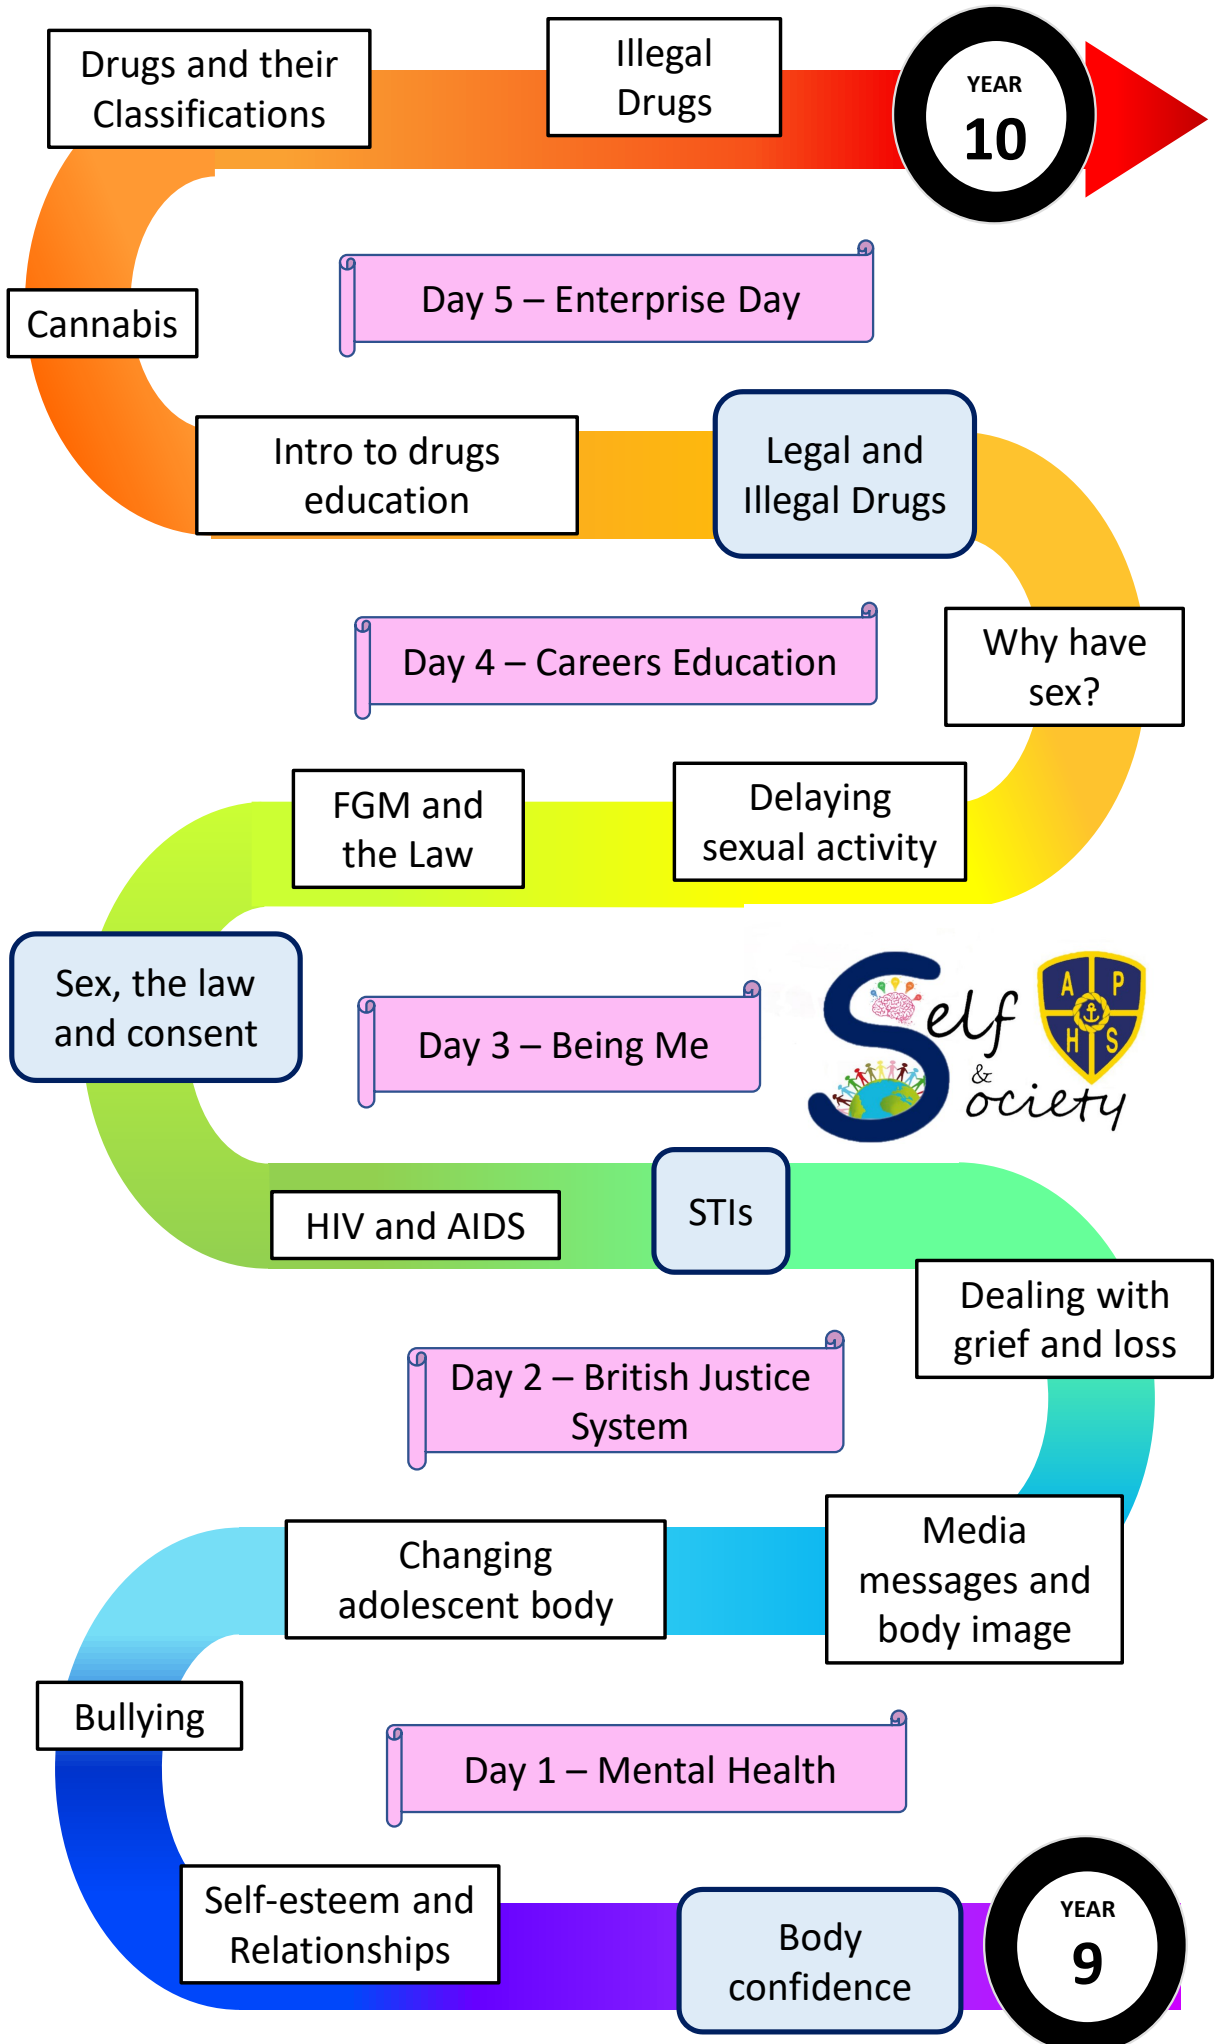 Drugs and their
Classifications
Illegal
Drugs
YEAR
10
Day 5 – Enterprise Day
Cannabis
Intro to drugs
education
Legal and
Illegal Drugs
Day 4 – Careers Education
Why have
sex?
FGM and
the Law
Delaying
sexual activity
Sex, the law
and consent
Day 3 – Being Me
Self
&
Society
A P
H S
HIV and AIDS
STIs
Dealing with
grief and loss
Day 2 – British Justice
System
Changing
adolescent body
Media
messages and
body image
Bullying
Day 1 – Mental Health
Self-esteem and
Relationships
Body
confidence
YEAR
9